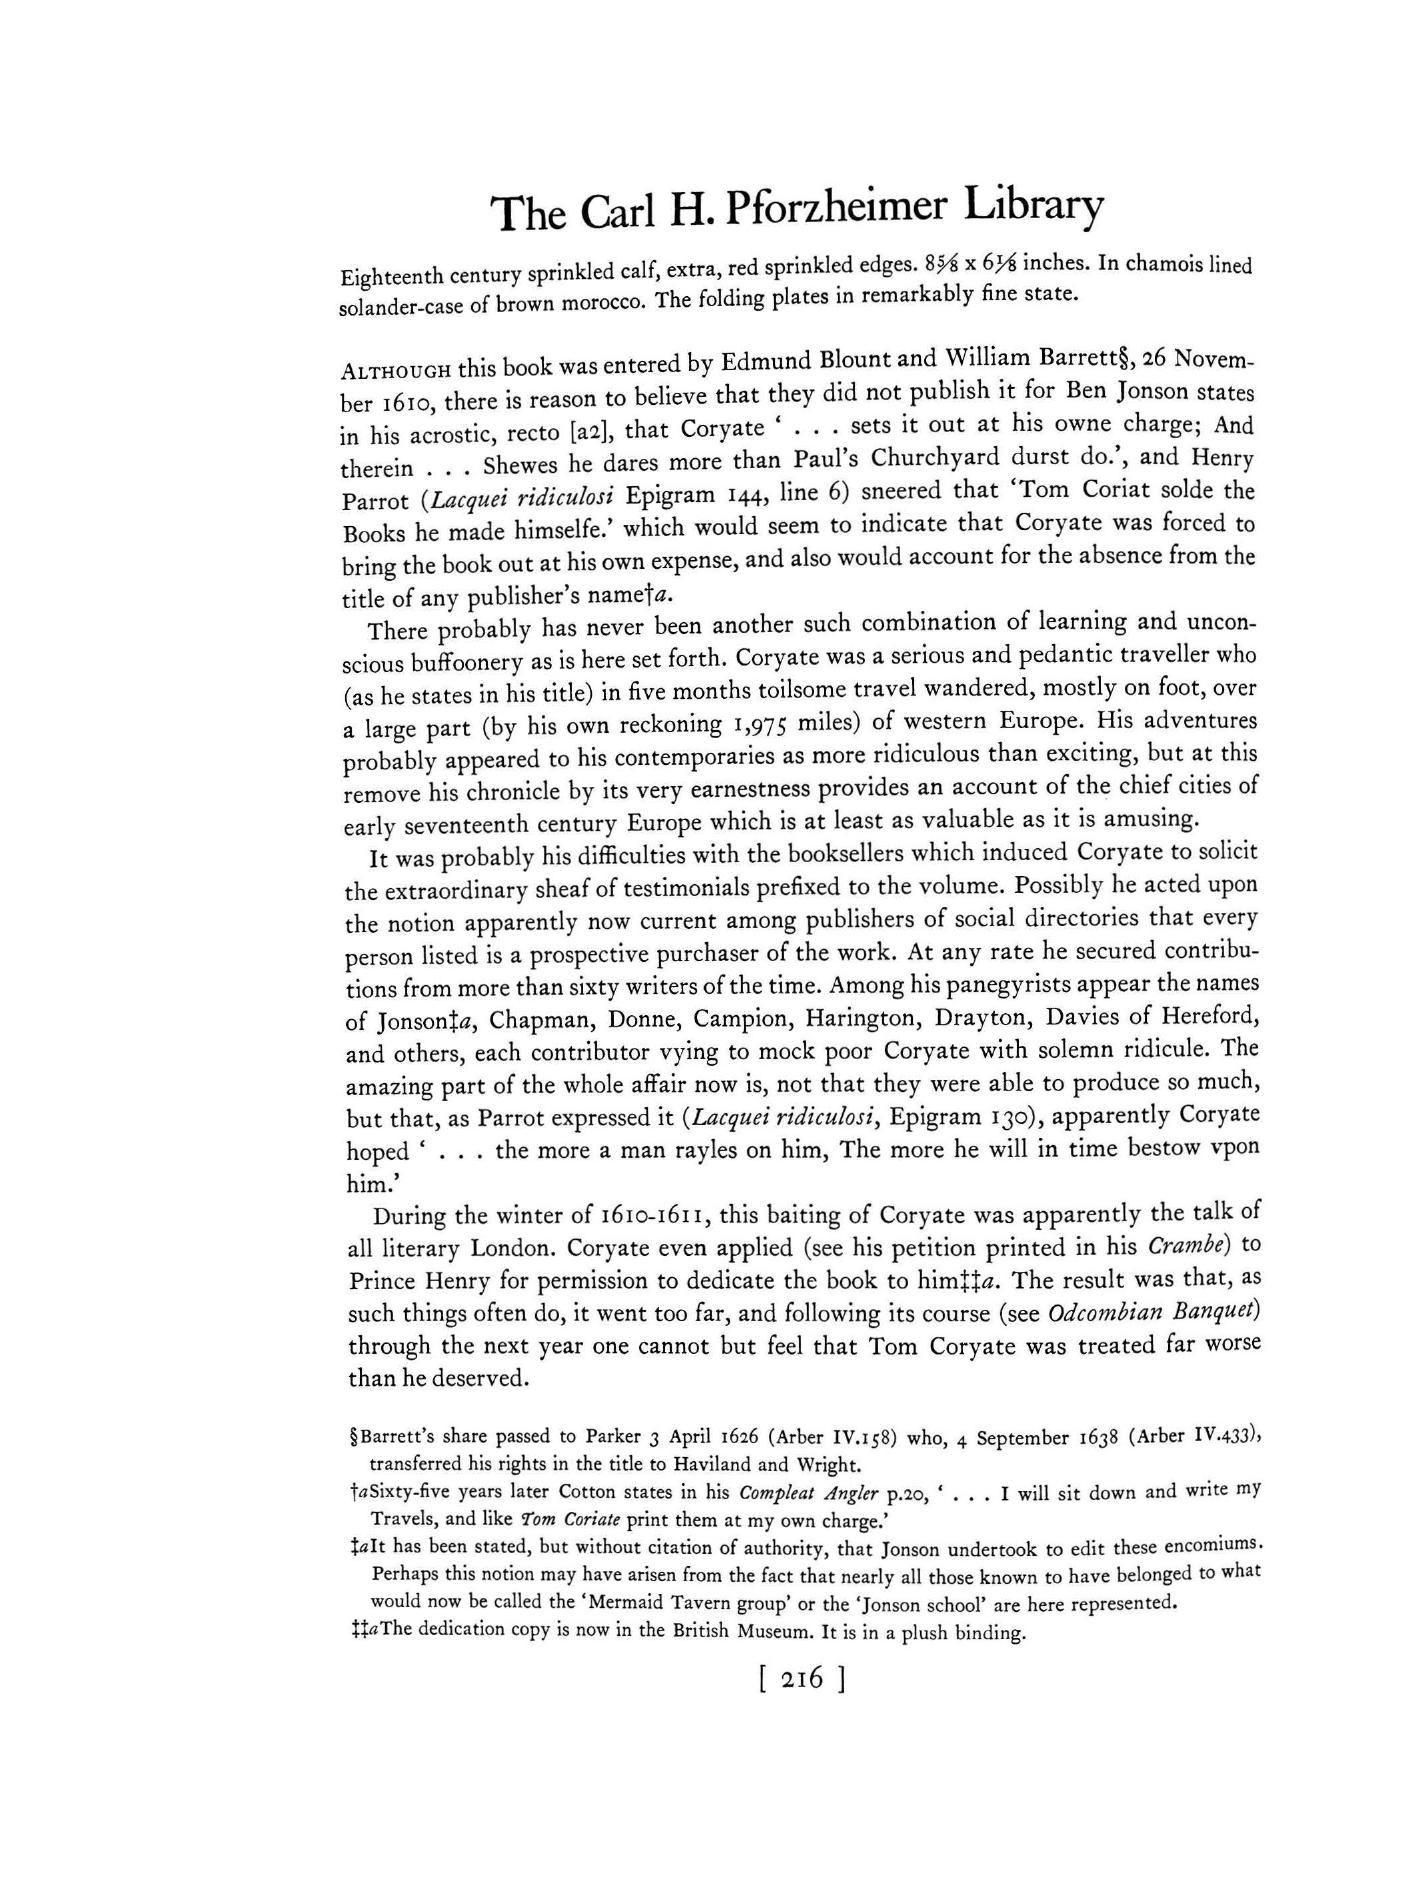 The Carl H. Pforzheimer Library
Eighteenth century sprinkled calf, extra, red sprinkled edges. 8⅝ x 6⅛ inches. In chamois lined
solander-case of brown morocco. The folding plates in remarkably fine state.
ALTHOUGH this book was entered by Edmund Blount and William Barrett§, 26 Novem-
ber 1610, there is reason to believe that they did not publish it for Ben Jonson states
in his acrostic, recto [a2], that Coryate ‘ . . . sets it out at his owne charge; And
therein . . . Shewes he dares more than Paul’s Churchyard durst do.’, and Henry
Parrot (Lacquei ridiculosi Epigram 144, line 6) sneered that ‘Tom Coriat solde the
Books he made himselfe.’ which would seem to indicate that Coryate was forced to
bring the book out at his own expense, and also would account for the absence from the
title of any publisher’s name†a.
There probably has never been another such combination of learning and uncon-
scious buffoonery as is here set forth. Coryate was a serious and pedantic traveller who
(as he states in his title) in five months toilsome travel wandered, mostly on foot, over
a large part (by his own reckoning 1,975 miles) of western Europe. His adventures
probably appeared to his contemporaries as more ridiculous than exciting, but at this
remove his chronicle by its very earnestness provides an account of the chief cities of
early seventeenth century Europe which is at least as valuable as it is amusing.
It was probably his difficulties with the booksellers which induced Coryate to solicit
the extraordinary sheaf of testimonials prefixed to the volume. Possibly he acted upon
the notion apparently now current among publishers of social directories that every
person listed is a prospective purchaser of the work. At any rate he secured contribu-
tions from more than sixty writers of the time. Among his panegyrists appear the names
of Jonson‡a, Chapman, Donne, Campion, Harington, Drayton, Davies of Hereford,
and others, each contributor vying to mock poor Coryate with solemn ridicule. The
amazing part of the whole affair now is, not that they were able to produce so much,
but that, as Parrot expressed it (Lacquei ridiculosi, Epigram 130), apparently Coryate
hoped ‘ . . . the more a man rayles on him, The more he will in time bestow vpon
him.’
During the winter of 1610-1611, this baiting of Coryate was apparently the talk of
all literary London. Coryate even applied (see his petition printed in his Crambe) to
Prince Henry for permission to dedicate the book to him‡‡a. The result was that, as
such things often do, it went too far, and following its course (see Odcombian Banquet)
through the next year one cannot but feel that Tom Coryate was treated far worse
than he deserved.
§Barrett’s share passed to Parker 3 April 1626 (Arber IV.158) who, 4 September 1638 (Arber IV.433),
transferred his rights in the title to Haviland and Wright.
†aSixty-five years later Cotton states in his Compleat Angler p.20, ‘ . . . I will sit down and write my
Travels, and like Tom Coriate print them at my own charge.’
‡aIt has been stated, but without citation of authority, that Jonson undertook to edit these encomiums.
Perhaps this notion may have arisen from the fact that nearly all those known to have belonged to what
would now be called the ‘Mermaid Tavern group’ or the ‘Jonson school’ are here represented.
‡‡aThe dedication copy is now in the British Museum. It is in a plush binding.
[ 216 ]